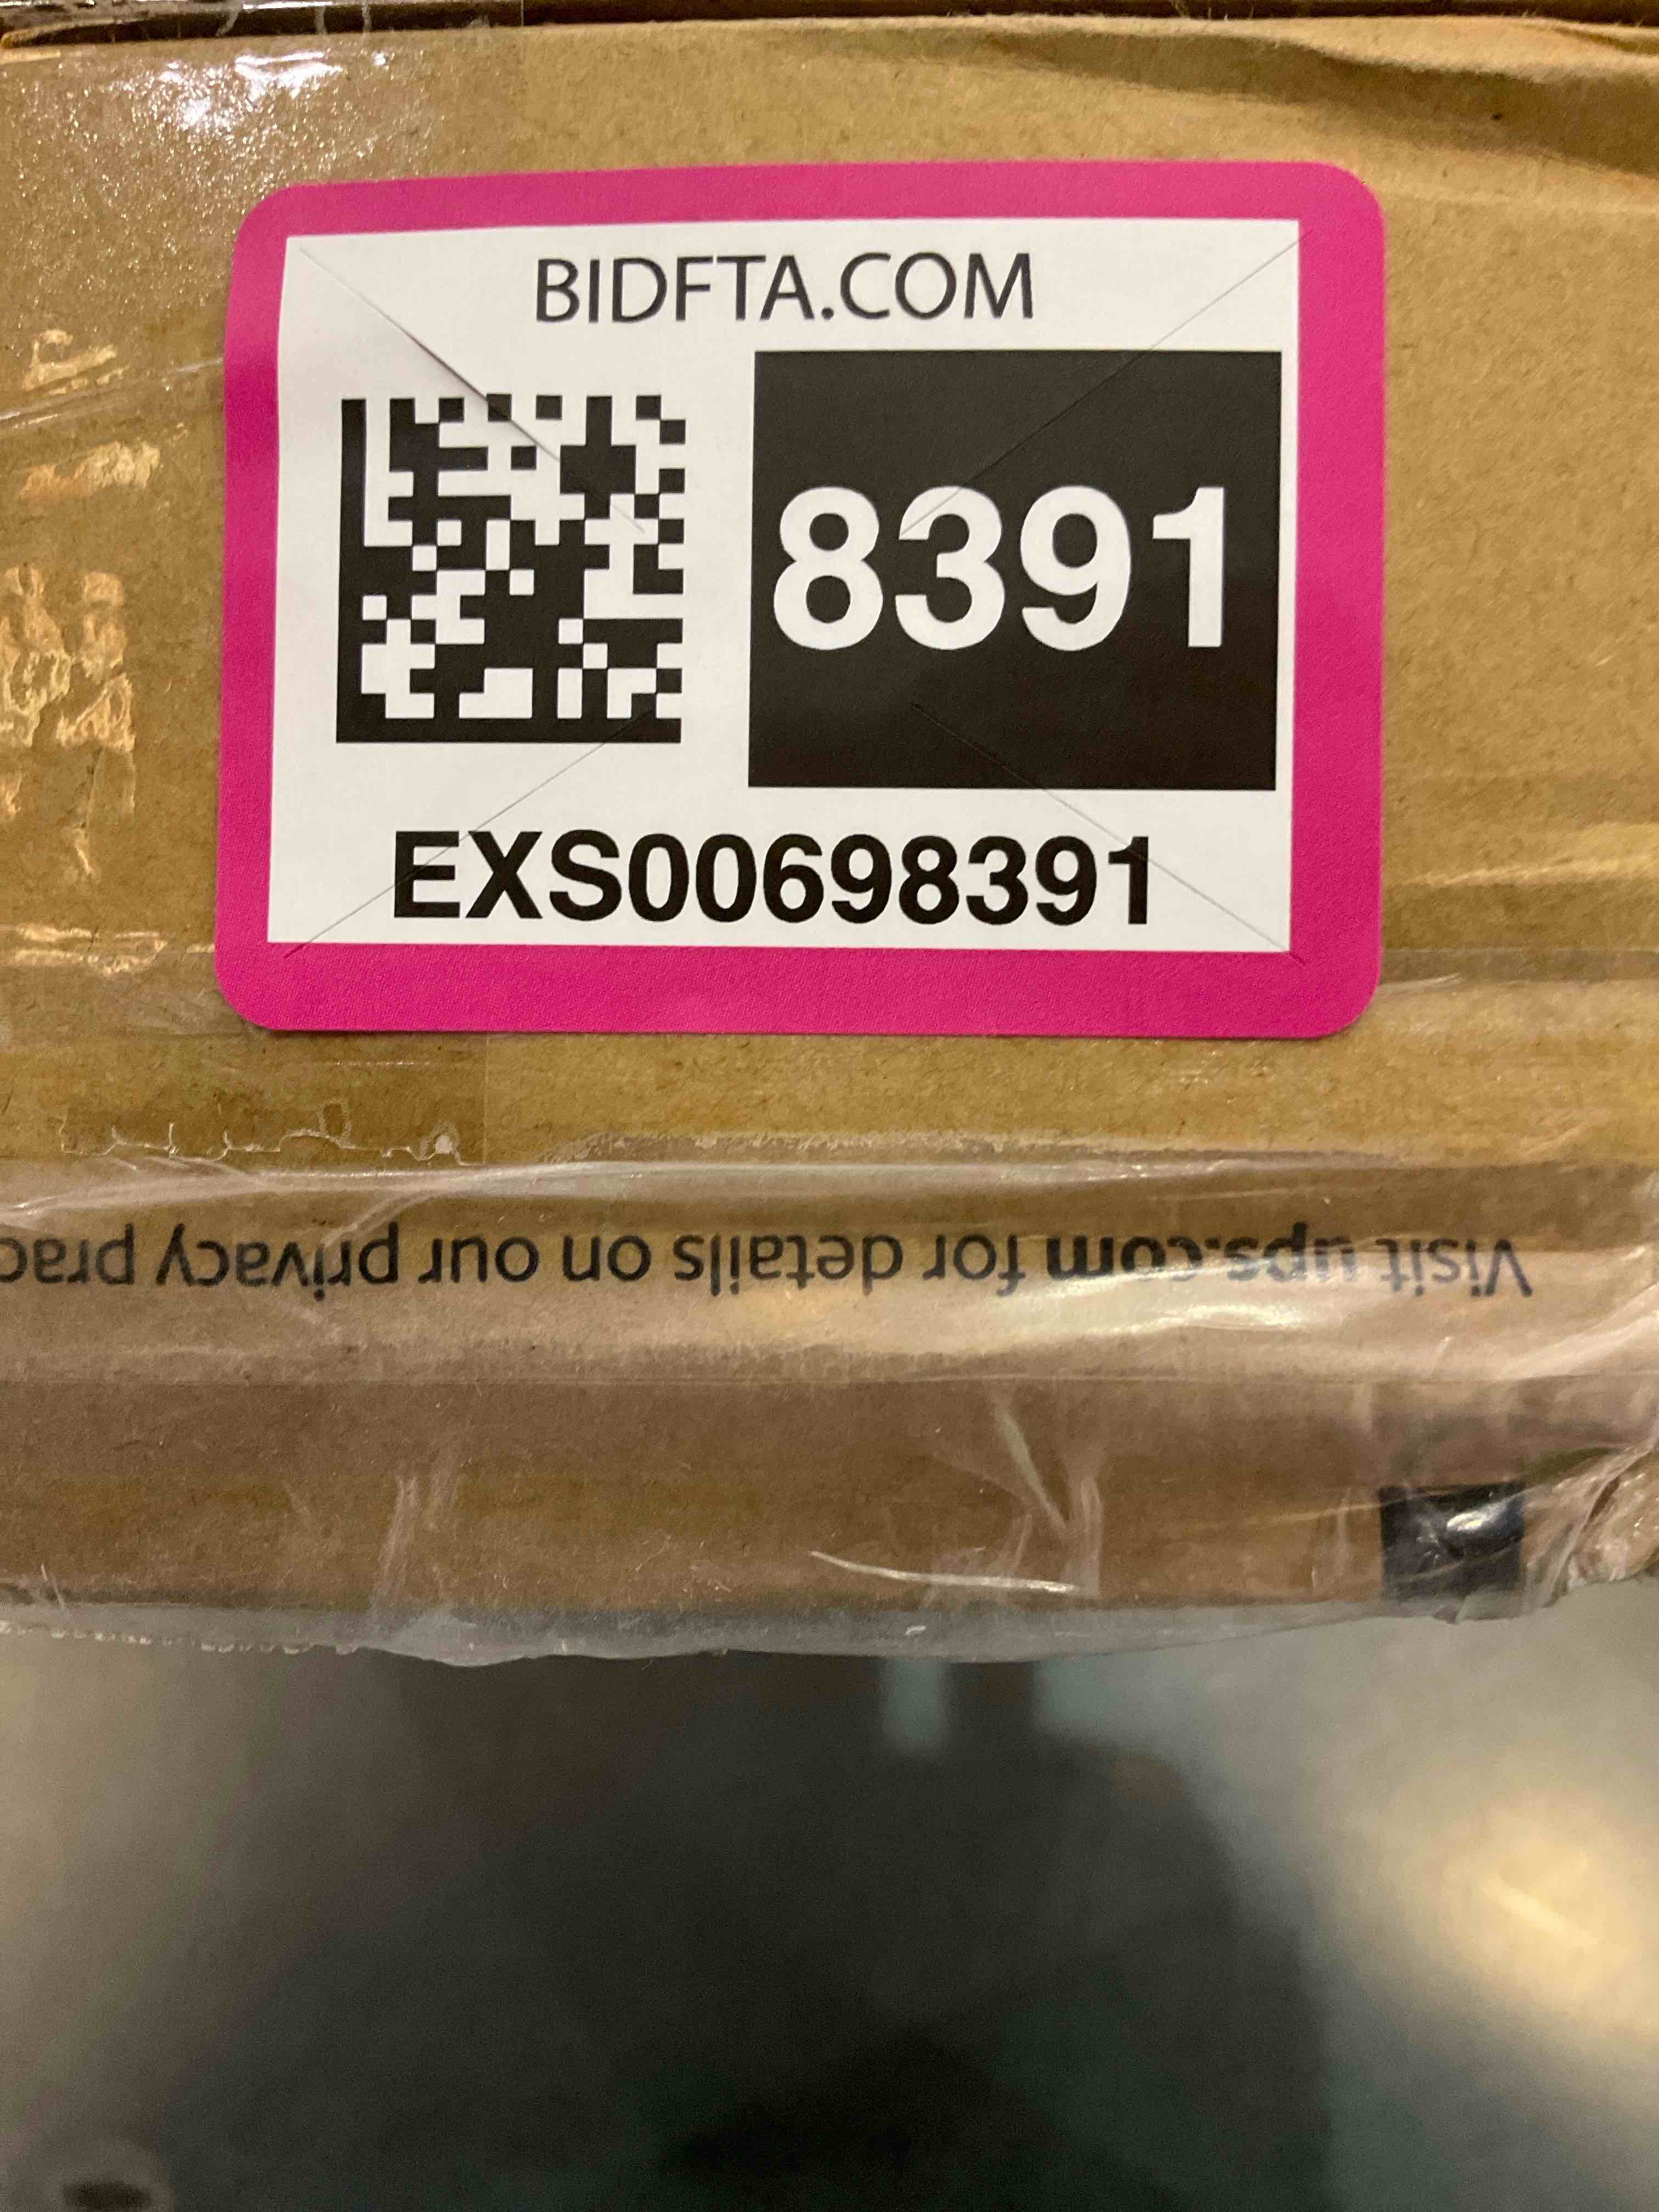 BIDFTA.COM
8391
EXS00698391
Visit ups.com for details on our privacy prac